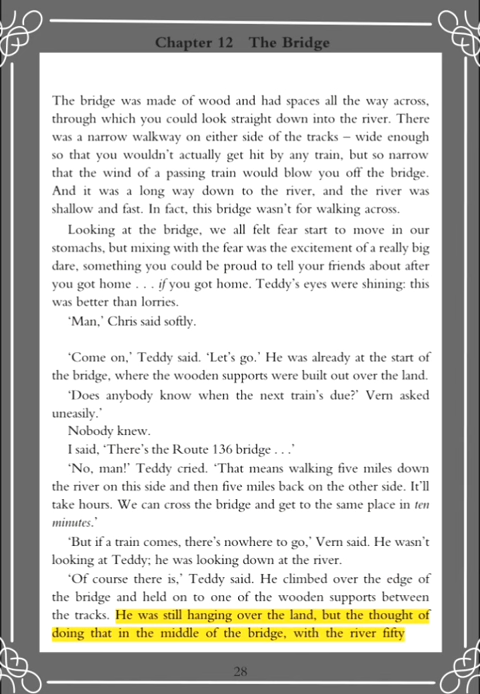 Chapter 12 The Bridge
The bridge was made of wood and had spaces all the way across,
through which you could look straight down into the river. There
was a narrow walkway on either side of the tracks – wide enough
so that you wouldn't actually get hit by any train, but so narrow
that the wind of a passing train would blow you off the bridge.
And it was a long way down to the river, and the river was
shallow and fast. In fact, this bridge wasn't for walking across.
Looking at the bridge, we all felt fear start to move in our
stomachs, but mixing with the fear was the excitement of a really big
dare, something you could be proud to tell your friends about after
you got home . . . if you got home. Teddy's eyes were shining: this
was better than lorries.
'Man,' Chris said softly.
'Come on,' Teddy said. 'Let's go.' He was already at the start of
the bridge, where the wooden supports were built out over the land.
'Does anybody know when the next train's due?' Vern asked
uneasily.'
Nobody knew.
I said, 'There's the Route 136 bridge . . .'
'No, man!' Teddy cried. 'That means walking five miles down
the river on this side and then five miles back on the other side. It'll
take hours. We can cross the bridge and get to the same place in ten
minutes.'
'But if a train comes, there's nowhere to go,' Vern said. He wasn't
looking at Teddy; he was looking down at the river.
'Of course there is,' Teddy said. He climbed over the edge of
the bridge and held on to one of the wooden supports between
the tracks. He was still hanging over the land, but the thought of
doing that in the middle of the bridge, with the river fifty
28